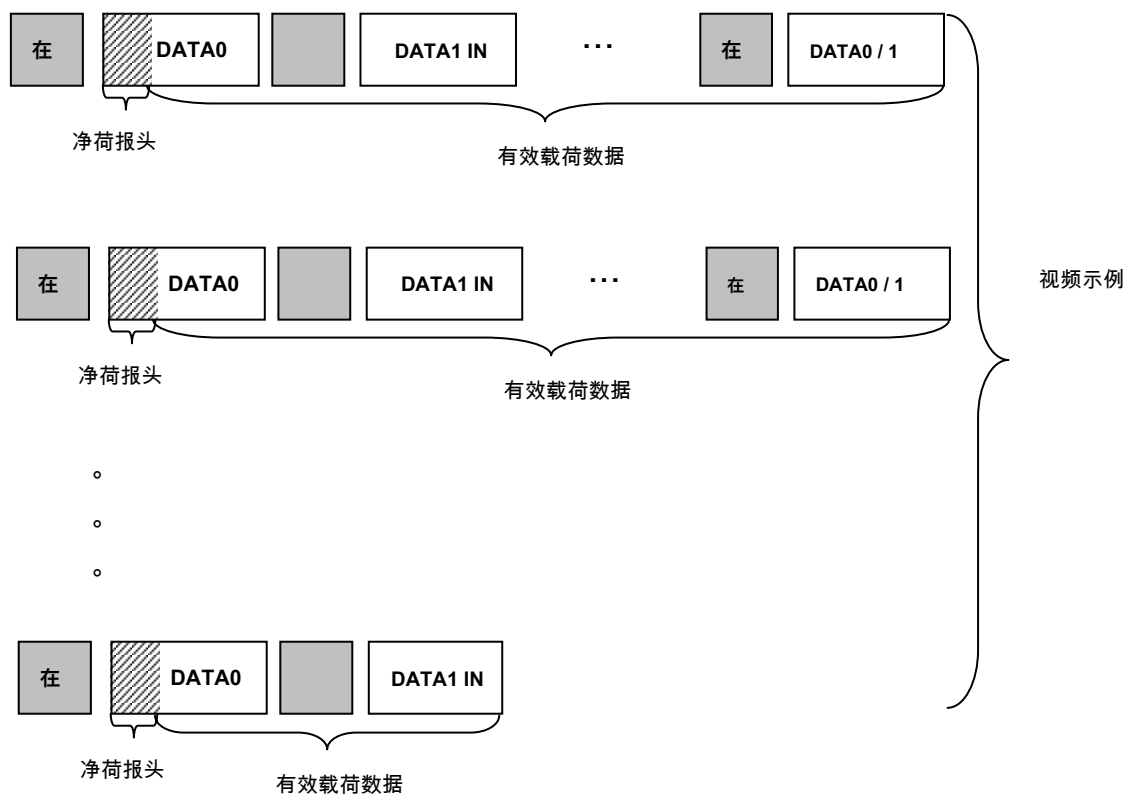 在 DATA0 DATA1 IN ... 在 DATA0 / 1
净荷报头
有效载荷数据
在 DATA0 DATA1 IN ... 在 DATA0 / 1
视频示例
净荷报头
有效载荷数据
。
。
。
在 DATA0 DATA1 IN
净荷报头
有效载荷数据